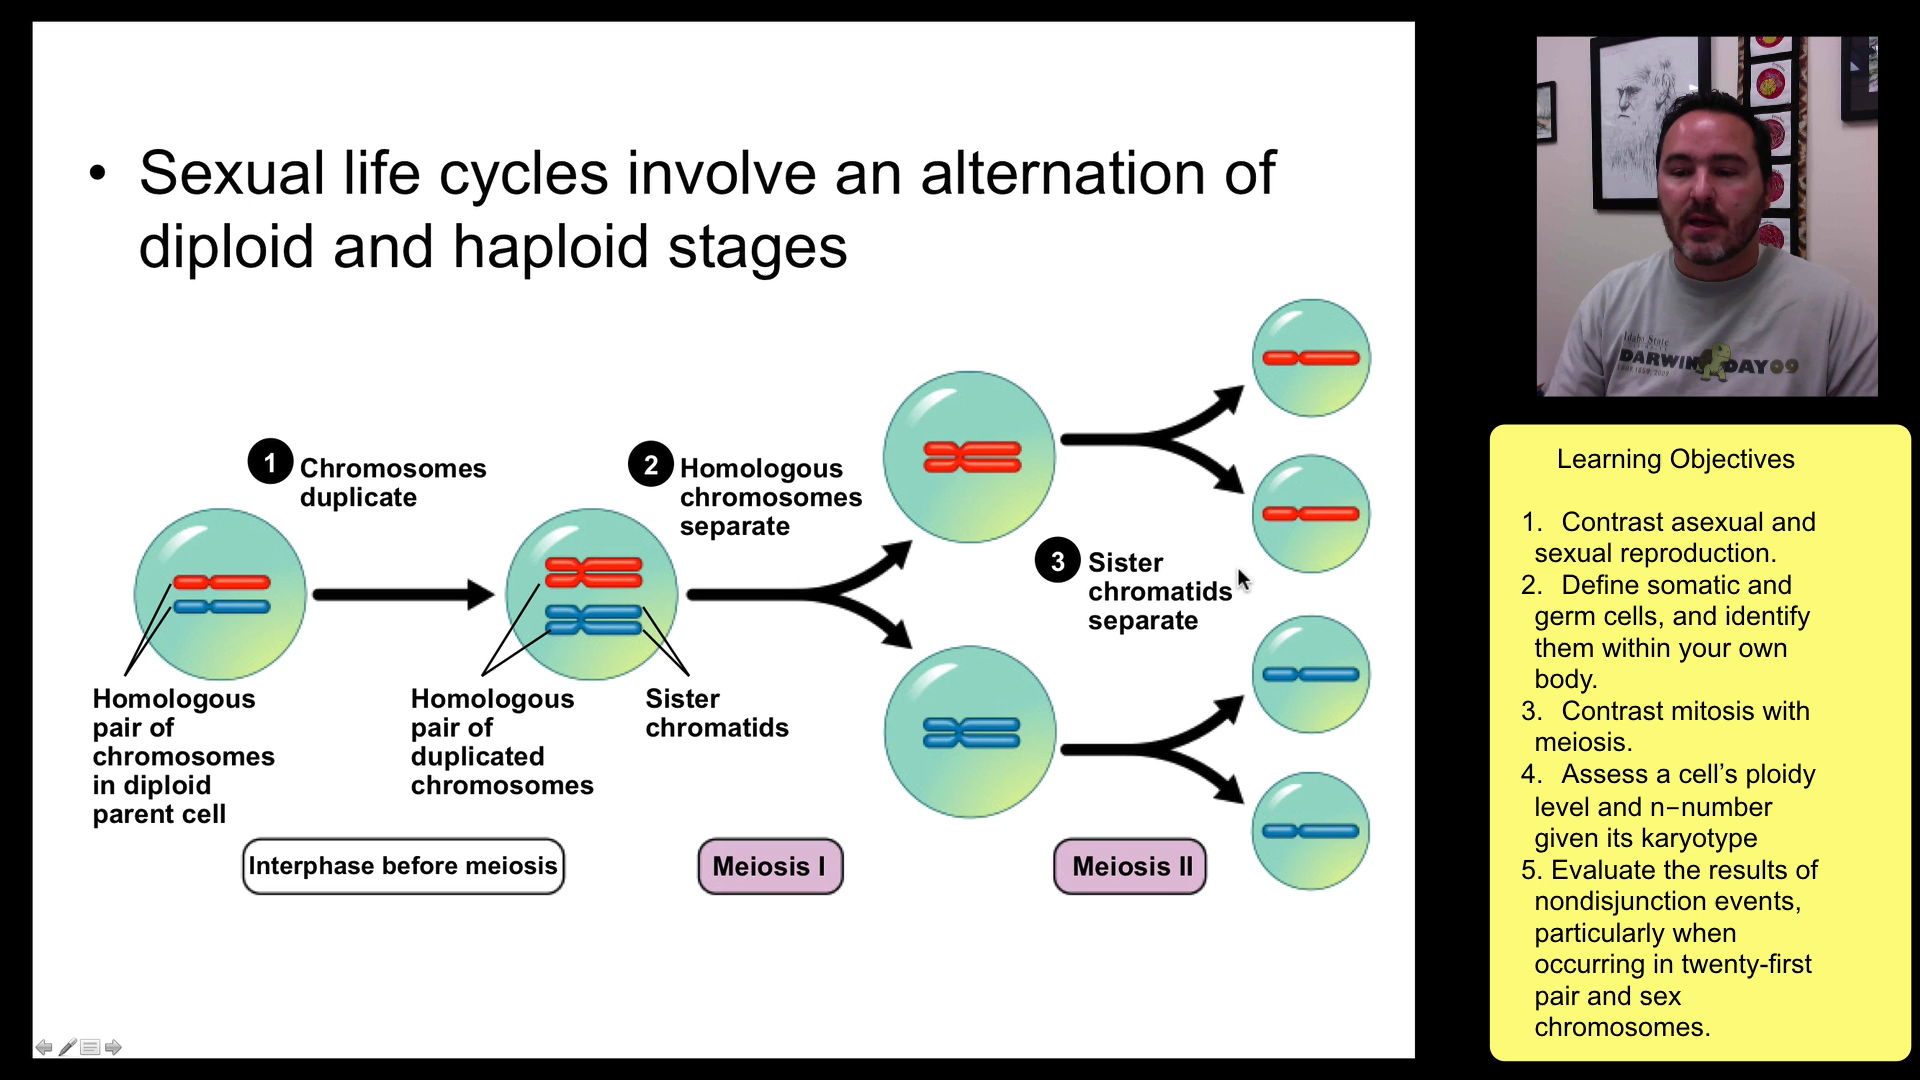 • Sexual life cycles involve an alternation of
diploid and haploid stages
1 Chromosomes
duplicate
2 Homologous
chromosomes
separate
3 Sister
chromatids
separate
Homologous
pair of
chromosomes
in diploid
parent cell
Homologous
pair of
duplicated
chromosomes
Sister
chromatids
Interphase before meiosis
Meiosis I
Meiosis II
Idaho State
DARWIN DAY 09
Learning Objectives
1. Contrast asexual and
sexual reproduction.
2. Define somatic and
germ cells, and identify
them within your own
body.
3. Contrast mitosis with
meiosis.
4. Assess a cell’s ploidy
level and n−number
given its karyotype
5. Evaluate the results of
nondisjunction events,
particularly when
occurring in twenty-first
pair and sex
chromosomes.